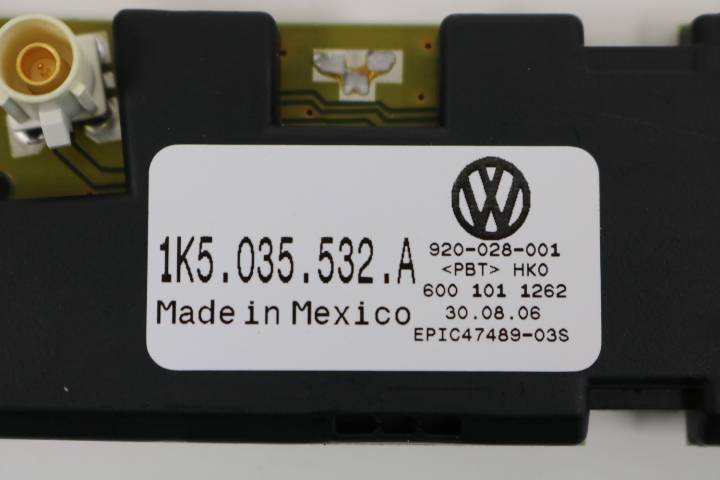 1K5.035.532.A
Made in Mexico
920-028-001
<PBT> HK0
600 101 1262
30.08.06
EPIC47489-03S